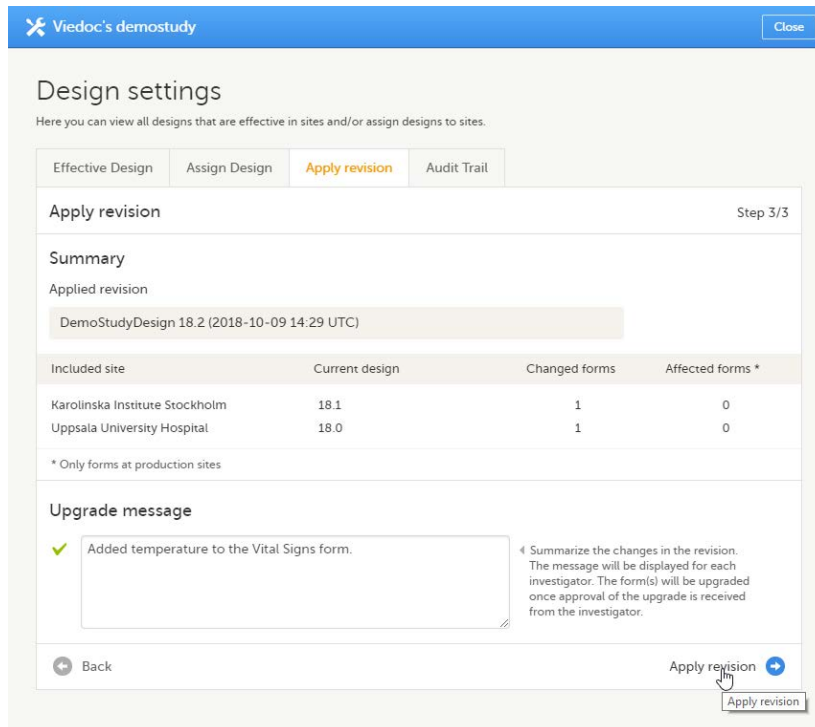 Viedoc's demostudy
Close
Design settings
Here you can view all designs that are effective in sites and/or assign designs to sites.
Effective Design Assign Design Apply revision Audit Trail
Apply revision Step 3/3
Summary
Applied revision
DemoStudyDesign 18.2 (2018-10-09 14:29 UTC)
Included site Current design Changed forms Affected forms *
Karolinska Institute Stockholm 18.1 1 0
Uppsala University Hospital 18.0 1 0
* Only forms at production sites
Upgrade message
Added temperature to the Vital Signs form.
Summarize the changes in the revision.
The message will be displayed for each
investigator. The form(s) will be upgraded
once approval of the upgrade is received
from the investigator.
Back Apply revision
Apply revision